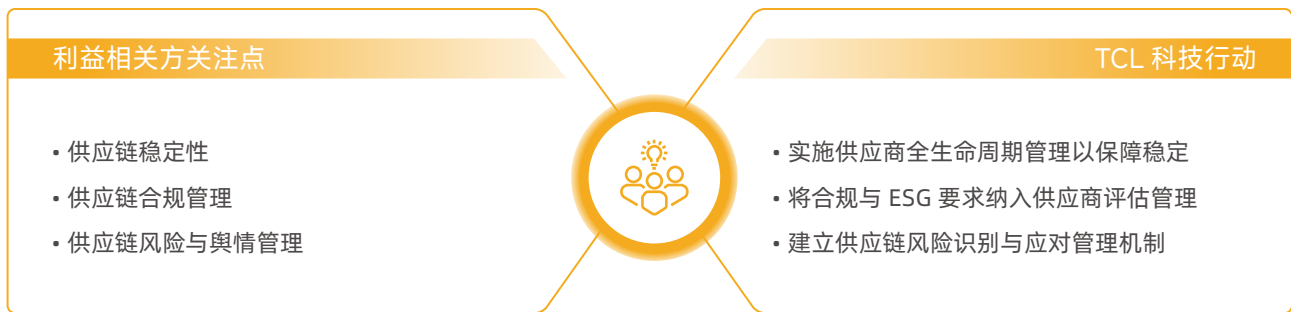 利益相关方关注点
• 供应链稳定性
• 供应链合规管理
• 供应链风险与舆情管理
TCL 科技行动
• 实施供应商全生命周期管理以保障稳定
• 将合规与 ESG 要求纳入供应商评估管理
• 建立供应链风险识别与应对管理机制